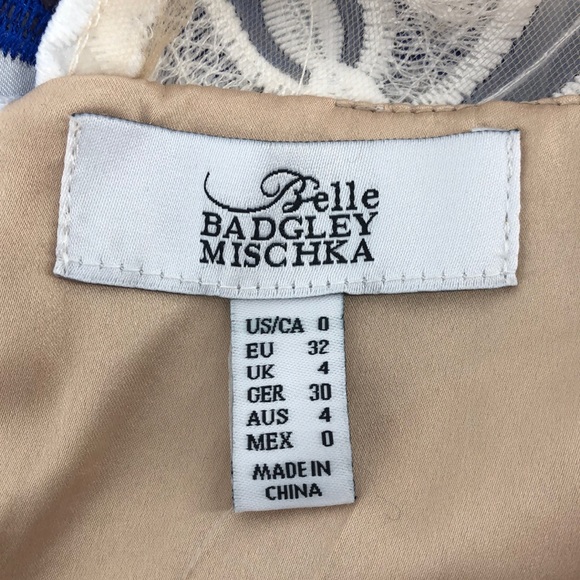 Belle
BADGLEY
MISCHKA
US/CA 0
EU 32
UK 4
GER 30
AUS 4
MEX 0
MADE IN
CHINA